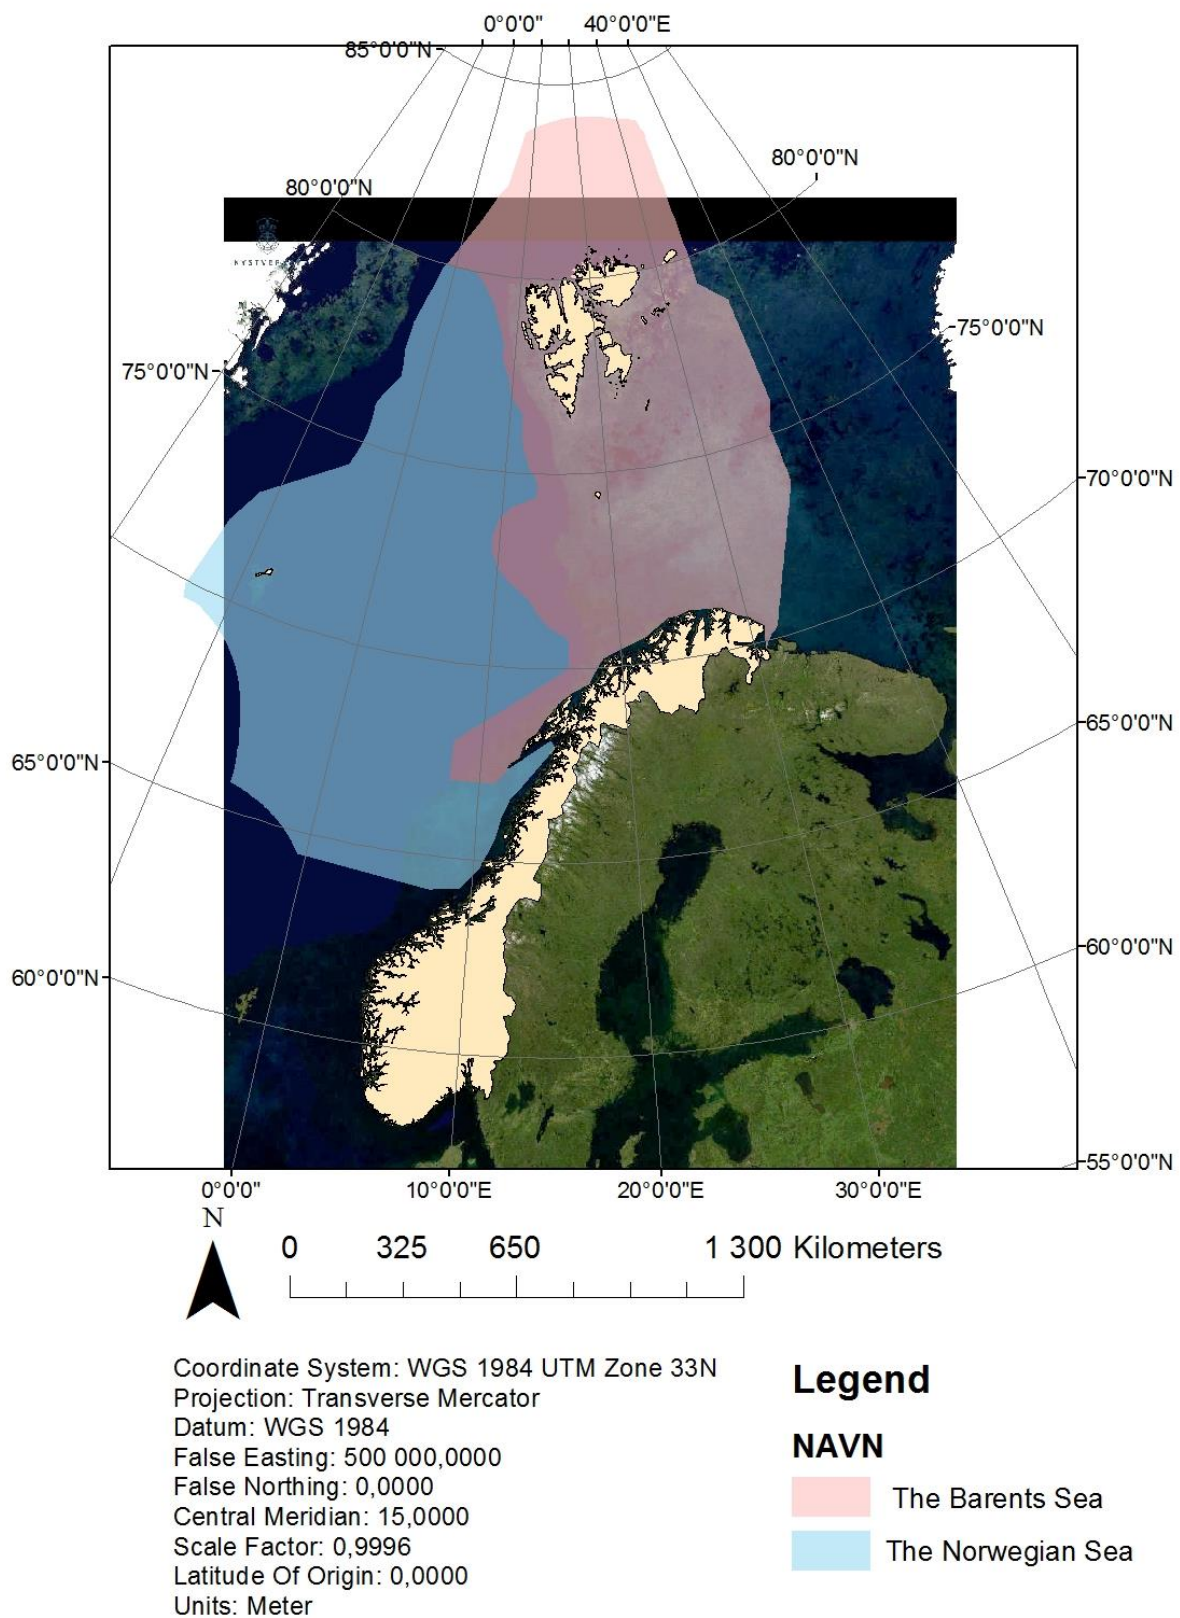 0°0'0" 40°0'0"E
85°0'0"N
80°0'0"N
80°0'0"N
KYSTVER
75°0'0"N
75°0'0"N
70°0'0"N
65°0'0"N
65°0'0"N
60°0'0"N
60°0'0"N
55°0'0"N
0°0'0" 10°0'0"E 20°0'0"E 30°0'0"E
N
0 325 650 1 300 Kilometers
Coordinate System: WGS 1984 UTM Zone 33N
Projection: Transverse Mercator
Datum: WGS 1984
False Easting: 500 000,0000
False Northing: 0,0000
Central Meridian: 15,0000
Scale Factor: 0,9996
Latitude Of Origin: 0,0000
Units: Meter
Legend
NAVN
The Barents Sea
The Norwegian Sea